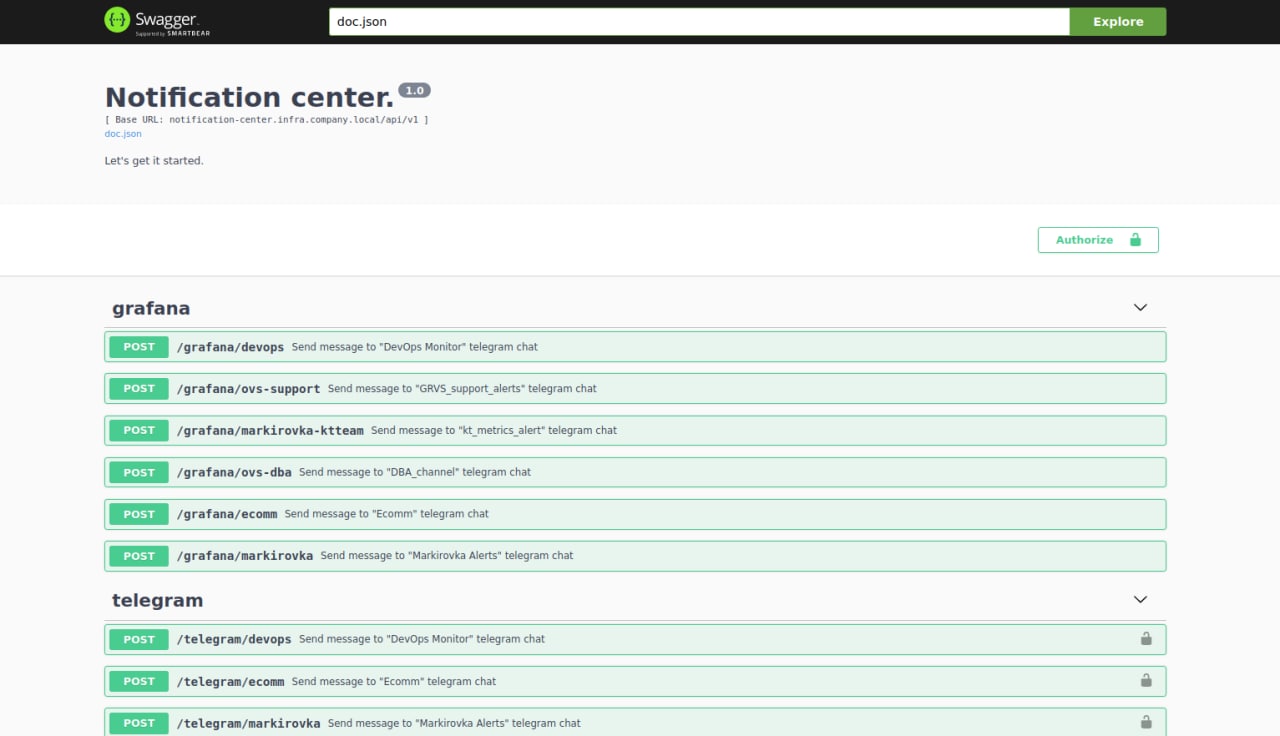 Swagger
Supported by SMARTBEAR
doc.json
Explore
Notification center. 1.0
[ Base URL: notification-center.infra.company.local/api/v1 ]
doc.json
Let's get it started.
Authorize
grafana
POST /grafana/devops Send message to "DevOps Monitor" telegram chat
POST /grafana/ovs-support Send message to "GRVS_support_alerts" telegram chat
POST /grafana/markirovka-ktteam Send message to "kt_metrics_alert" telegram chat
POST /grafana/ovs-dba Send message to "DBA_channel" telegram chat
POST /grafana/ecomm Send message to "Ecomm" telegram chat
POST /grafana/markirovka Send message to "Markirovka Alerts" telegram chat
telegram
POST /telegram/devops Send message to "DevOps Monitor" telegram chat
POST /telegram/ecomm Send message to "Ecomm" telegram chat
POST /telegram/markirovka Send message to "Markirovka Alerts" telegram chat